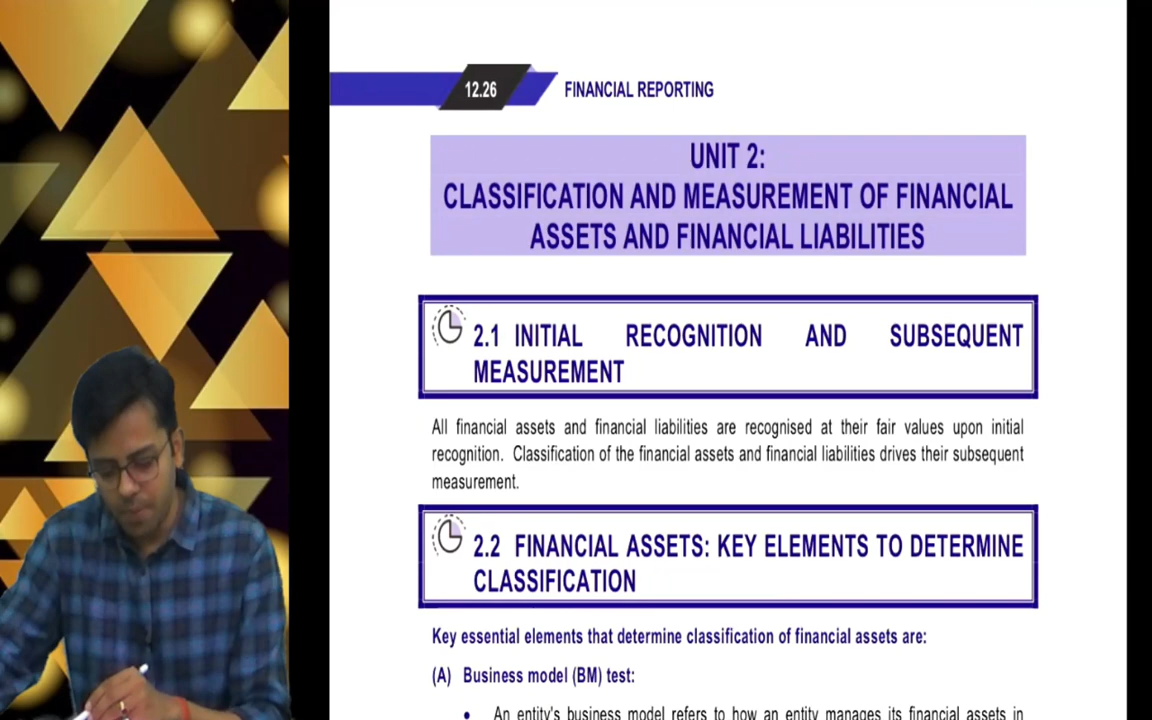 12.26 FINANCIAL REPORTING
UNIT 2:
CLASSIFICATION AND MEASUREMENT OF FINANCIAL
ASSETS AND FINANCIAL LIABILITIES
2.1 INITIAL RECOGNITION AND SUBSEQUENT
MEASUREMENT
All financial assets and financial liabilities are recognised at their fair values upon initial
recognition. Classification of the financial assets and financial liabilities drives their subsequent
measurement.
2.2 FINANCIAL ASSETS: KEY ELEMENTS TO DETERMINE
CLASSIFICATION
Key essential elements that determine classification of financial assets are:
(A) Business model (BM) test:
• An entity's business model refers to how an entity manages its financial assets in